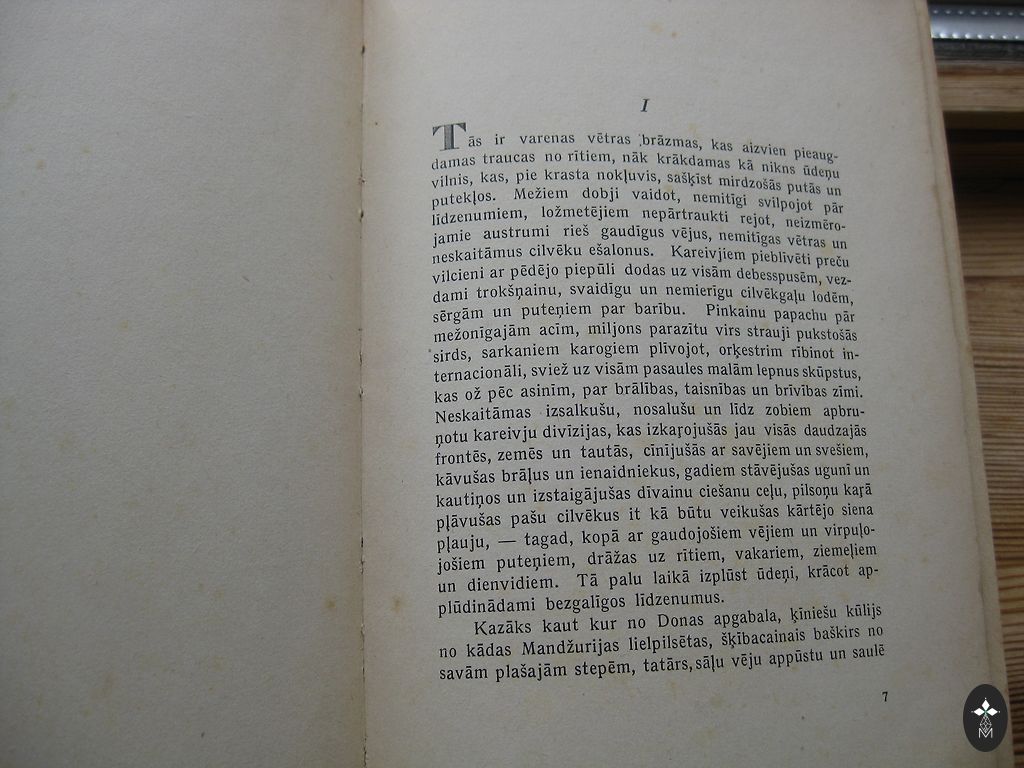 I
Tās ir varenas vētras brāzmas, kas aizvien pieaug-
damas traucas no rītiem, nāk krākdamas kā nikns ūdeņu
vilnis, kas, pie krasta nokļuvis, sašķīst mirdzošās putās un
putekļos. Mežiem dobji vaidot, nemitīgi svilpojot pār
līdzenumiem, ložmetējiem nepārtraukti rejot, neizmēro-
jamie austrumi rieš gaudīgus vējus, nemitīgas vētras un
neskaitāmus cilvēku ešalonus. Kareivjiem pieblīvēti preču
vilcieni ar pēdējo piepūli dodas uz visām debesspusēm, vez-
dami trokšņainu, svaidīgu un nemierīgu cilvēkgaļu lodēm,
sērgām un puteņiem par barību. Pinkainu papachu pār
mežonīgajām acīm, miljons parazītu virs strauji pukstošās
sirds, sarkaniem karogiem plīvojot, orķestrim rībinot in-
ternacionāli, sviež uz visām pasaules malām lepnus skūpstus,
kas ož pēc asinīm, par brālības, taisnības un brīvības zīmi.
Neskaitāmas izsalkušu, nosalušu un līdz zobiem apbru-
ņotu kareivju divīzijas, kas izkaŗojušās jau visās daudzajās
frontēs, zemēs un tautās, cīnījušās ar savējiem un svešiem,
kāvušas brāļus un ienaidniekus, gadiem stāvējušas ugunī un
kautiņos un izstaigājušas dīvainu ciešanu ceļu, pilsoņu kaŗā
pļāvušas pašu cilvēkus it kā būtu veikušas kārtējo siena
pļauju, — tagad, kopā ar gaudojošiem vējiem un virpuļo-
jošiem puteņiem, drāžas uz rītiem, vakariem, ziemeļiem
un dienvidiem. Tā palu laikā izplūst ūdeņi, krācot ap-
plūdinādami bezgalīgos līdzenumus.
Kazāks kaut kur no Donas apgabala, ķīniešu kūlijs
no kādas Mandžurijas lielpilsētas, šķībacainais baškirs no
savām plašajām stepēm, tatārs, sāļu vēju appūstu un saulē
7
M